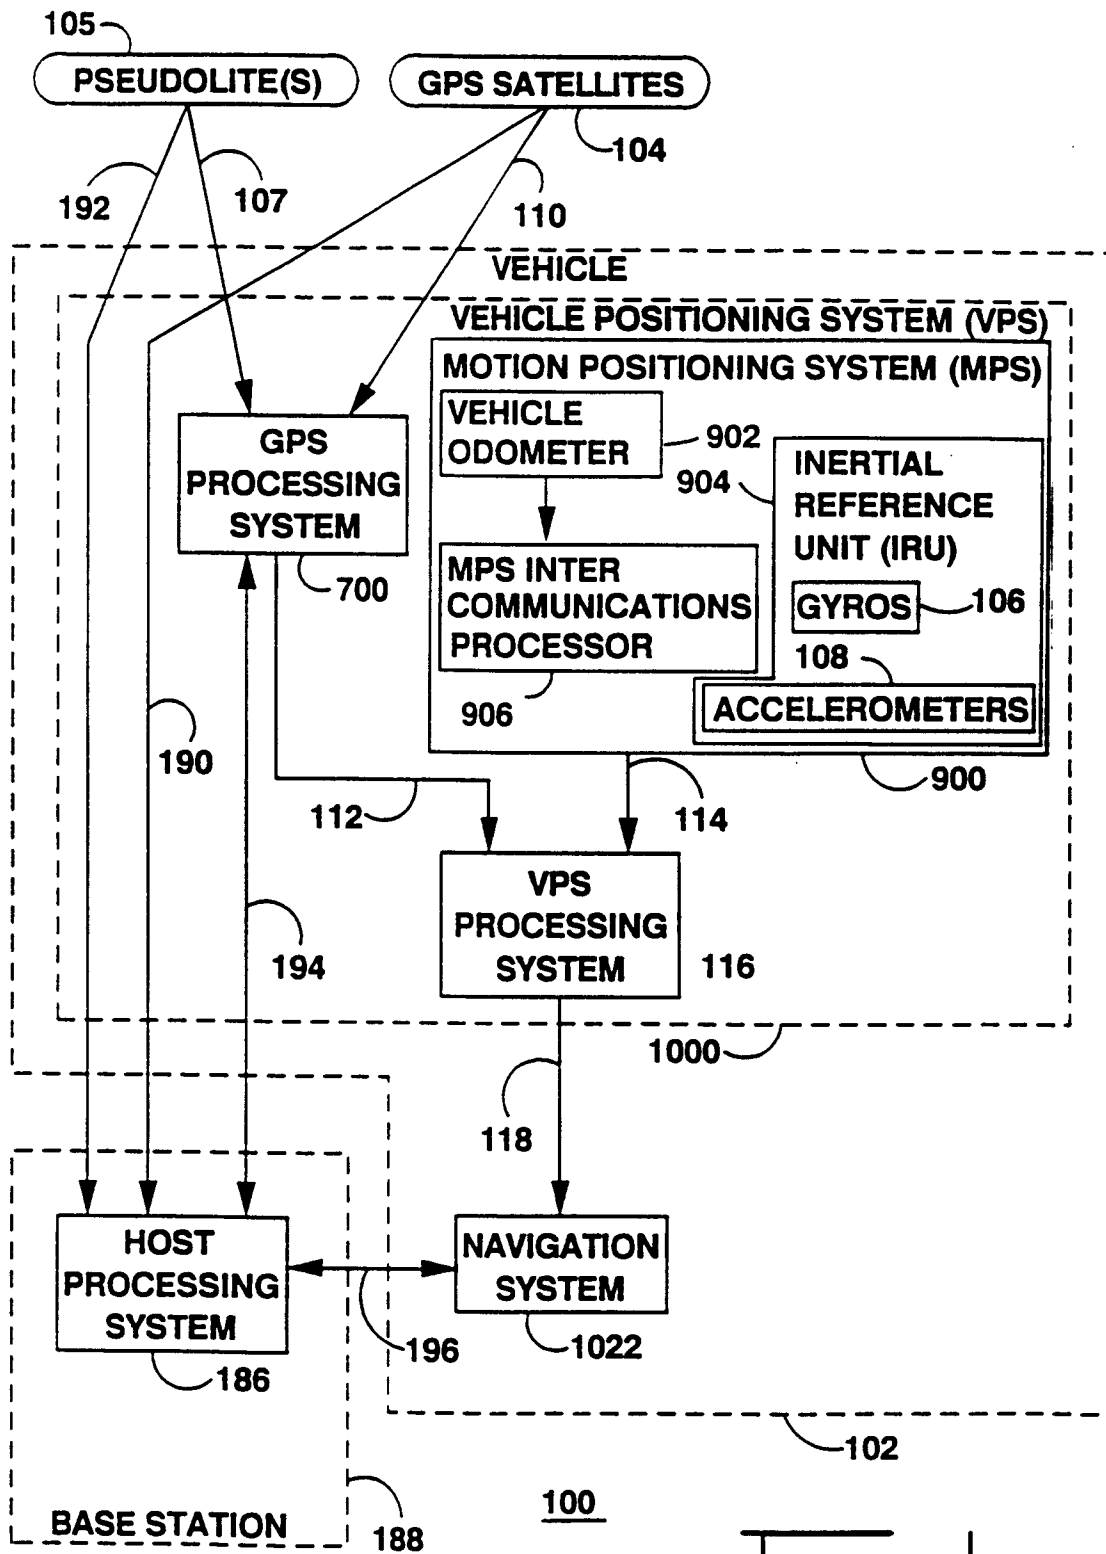 105
PSEUDOLITE(S)
GPS SATELLITES
104
192
107
110
VEHICLE
VEHICLE POSITIONING SYSTEM (VPS)
MOTION POSITIONING SYSTEM (MPS)
VEHICLE
ODOMETER
902
904
INERTIAL
REFERENCE
UNIT (IRU)
GPS
PROCESSING
SYSTEM
700
MPS INTER
COMMUNICATIONS
PROCESSOR
906
GYROS
106
108
ACCELEROMETERS
900
190
112
114
VPS
PROCESSING
SYSTEM
116
194
1000
118
HOST
PROCESSING
SYSTEM
186
NAVIGATION
SYSTEM
1022
196
102
BASE STATION
188
100